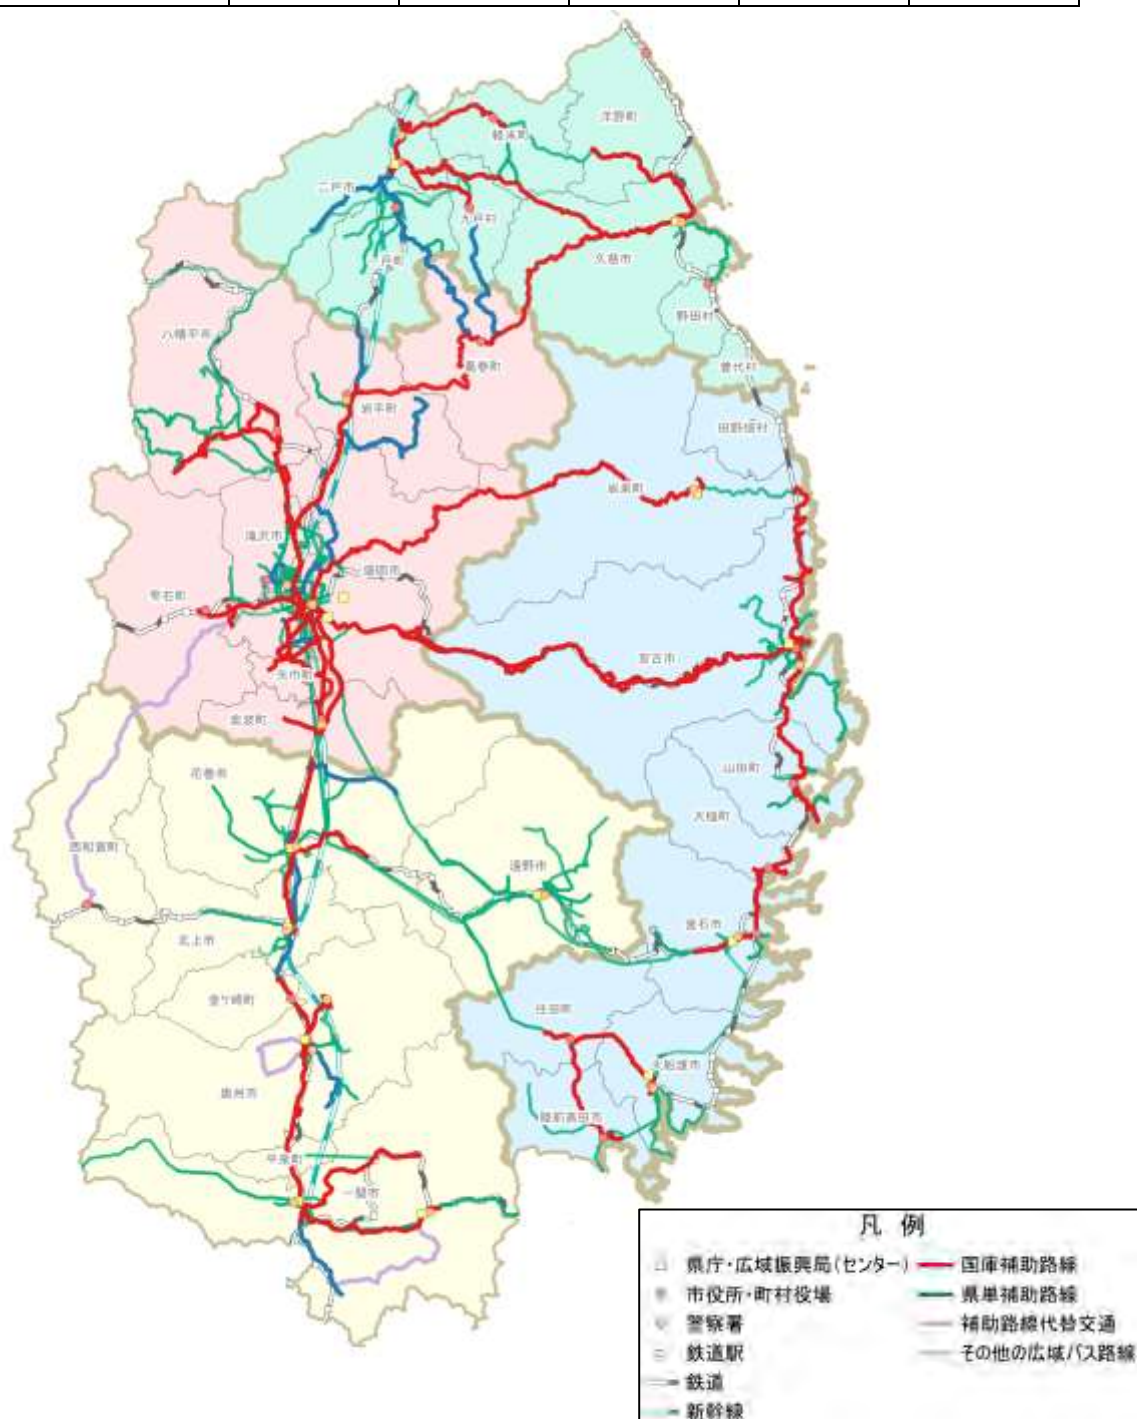 洋野町
軽米町
二戸市
九戸村
戸町
久慈市
野田村
八幡平市
葛巻町
普代村
岩手町
田野畑村
岩泉町
滝沢市
盛岡市
雫石町
宮古市
矢巾町
紫波町
山田町
花巻市
大槌町
西和賀町
遠野市
釜石市
北上市
金ケ崎町
住田町
大船渡市
奥州市
陸前高田市
平泉町
一関市
凡 例
県庁・広域振興局(センター)
国庫補助路線
市役所・町村役場
県単補助路線
警察署
補助路線代替交通
鉄道駅
その他の広域バス路線
鉄道
新幹線